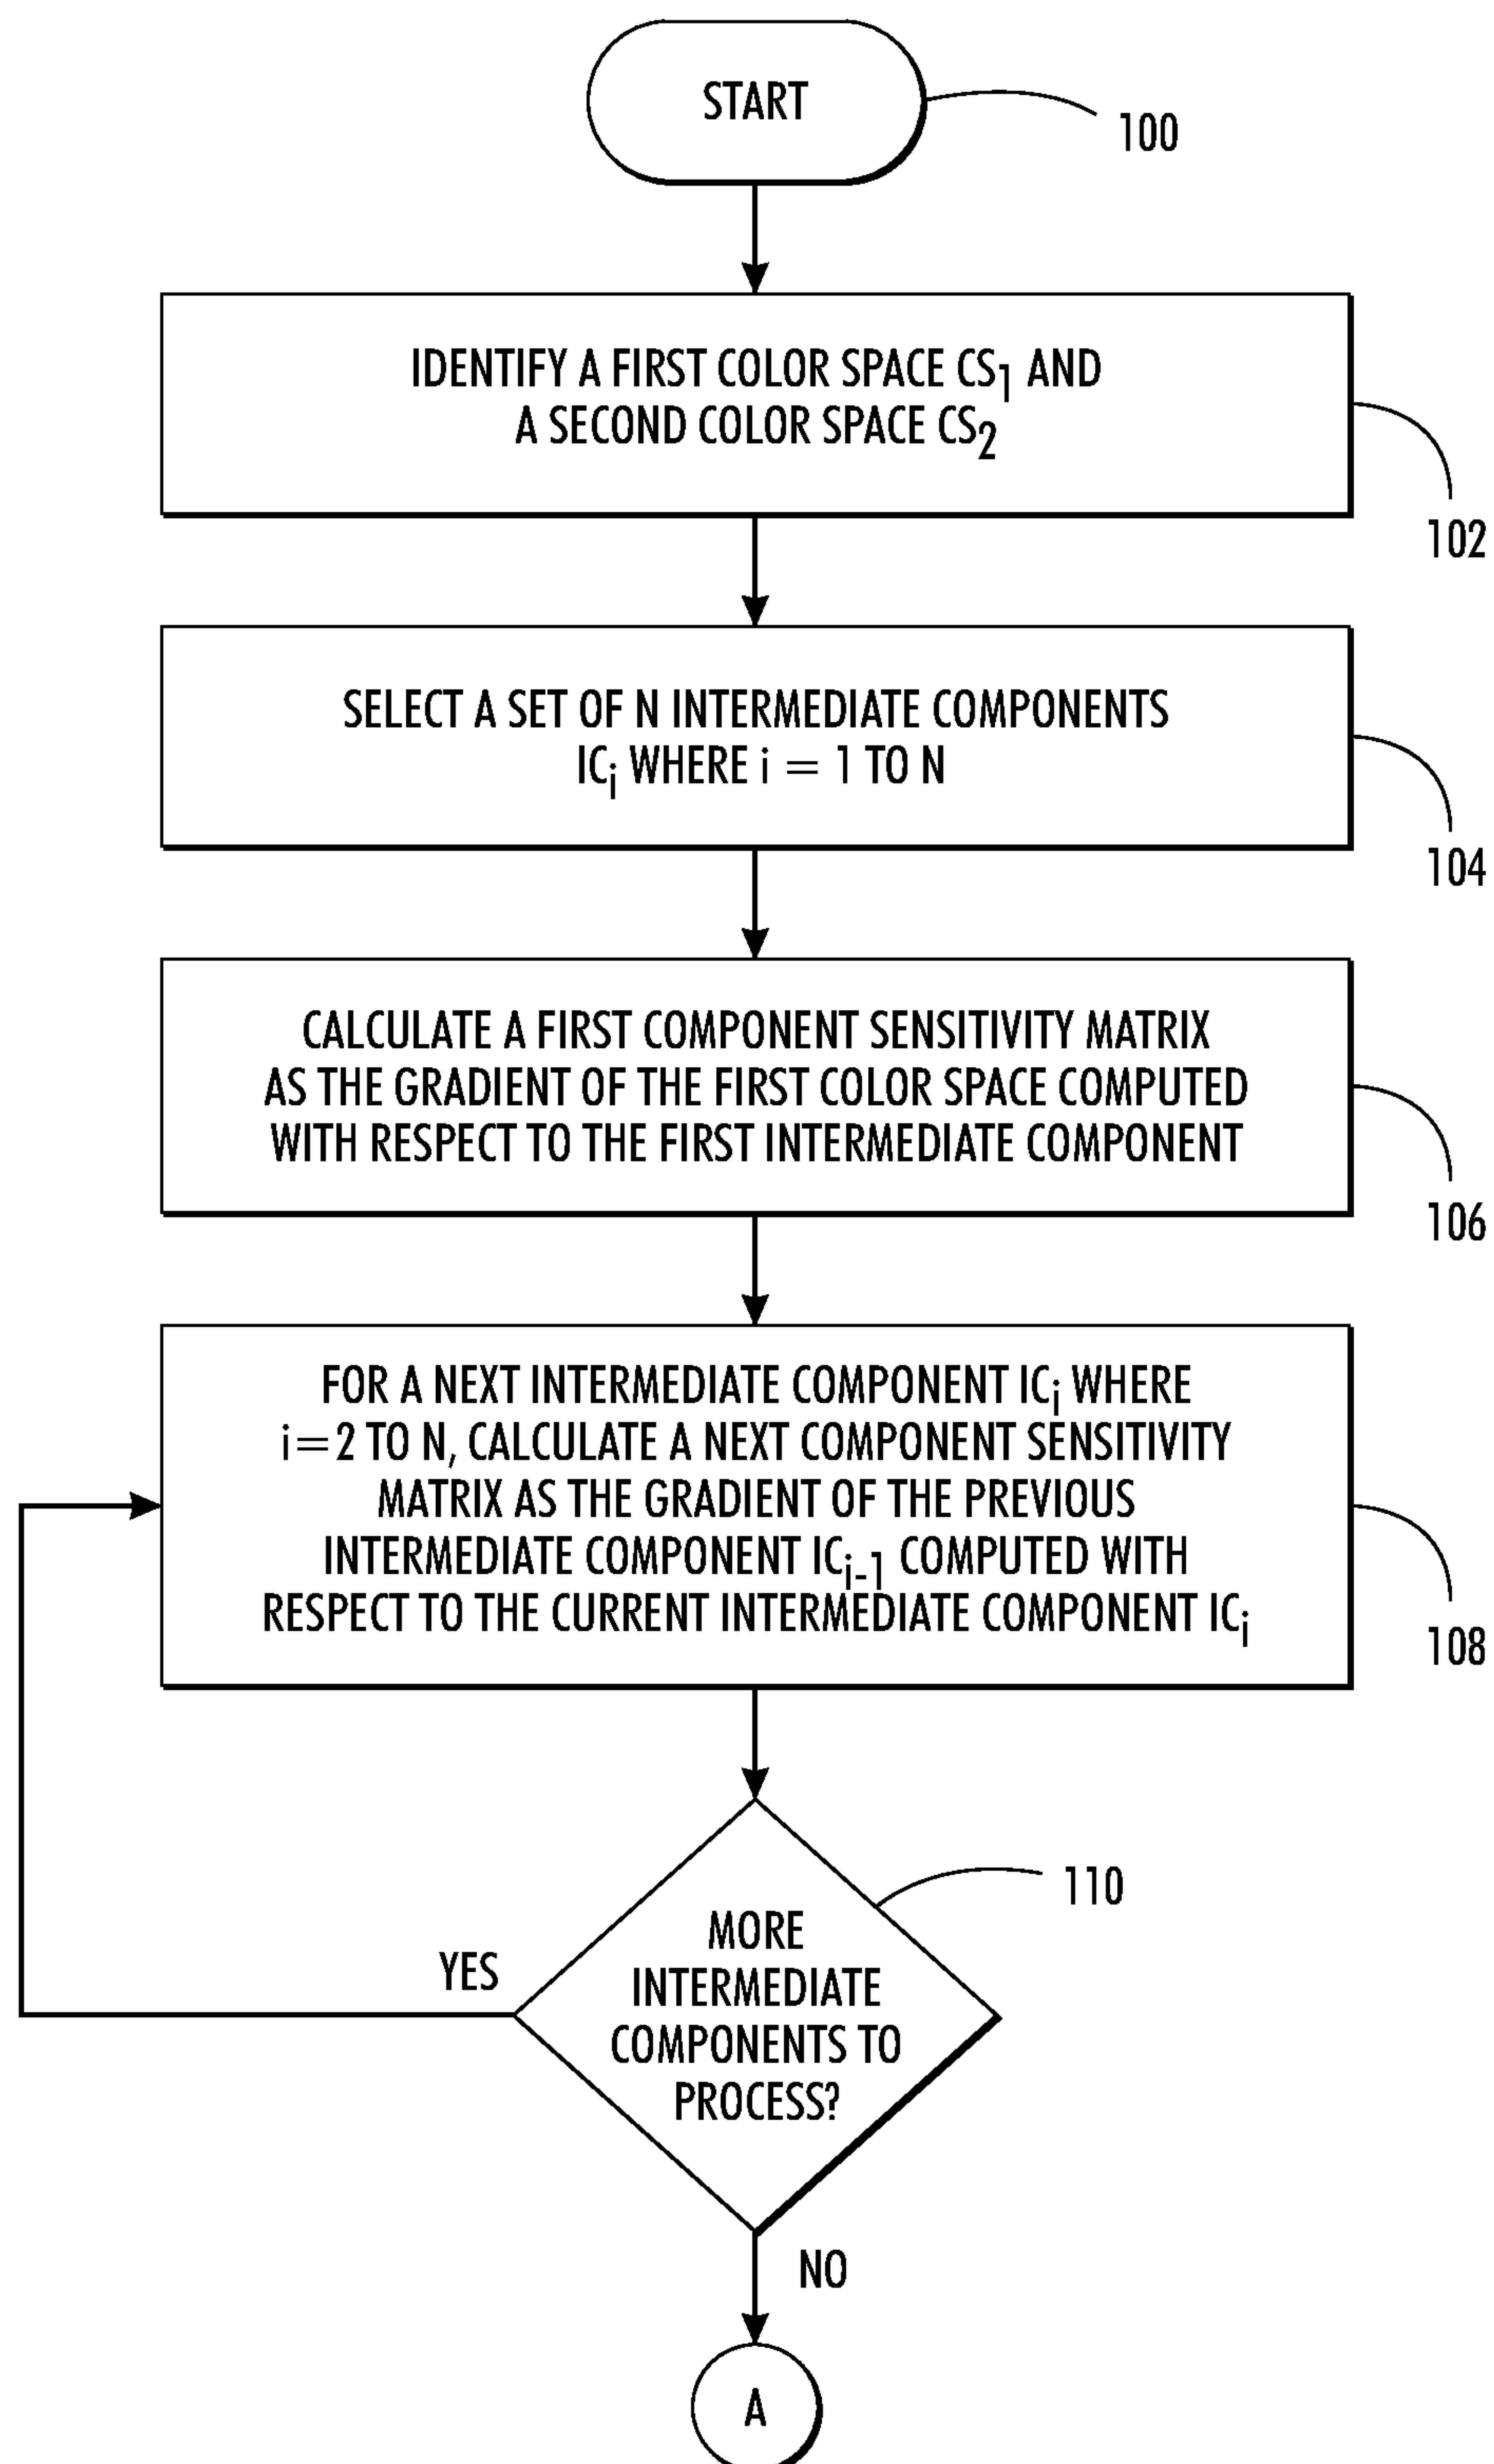 START
100
IDENTIFY A FIRST COLOR SPACE CS1 AND
A SECOND COLOR SPACE CS2
102
SELECT A SET OF N INTERMEDIATE COMPONENTS
ICi WHERE i = 1 TO N
104
CALCULATE A FIRST COMPONENT SENSITIVITY MATRIX
AS THE GRADIENT OF THE FIRST COLOR SPACE COMPUTED
WITH RESPECT TO THE FIRST INTERMEDIATE COMPONENT
106
FOR A NEXT INTERMEDIATE COMPONENT ICi WHERE
i=2 TO N, CALCULATE A NEXT COMPONENT SENSITIVITY
MATRIX AS THE GRADIENT OF THE PREVIOUS
INTERMEDIATE COMPONENT ICi-1 COMPUTED WITH
RESPECT TO THE CURRENT INTERMEDIATE COMPONENT ICi
108
110
MORE
INTERMEDIATE
COMPONENTS TO
PROCESS?
YES
NO
A